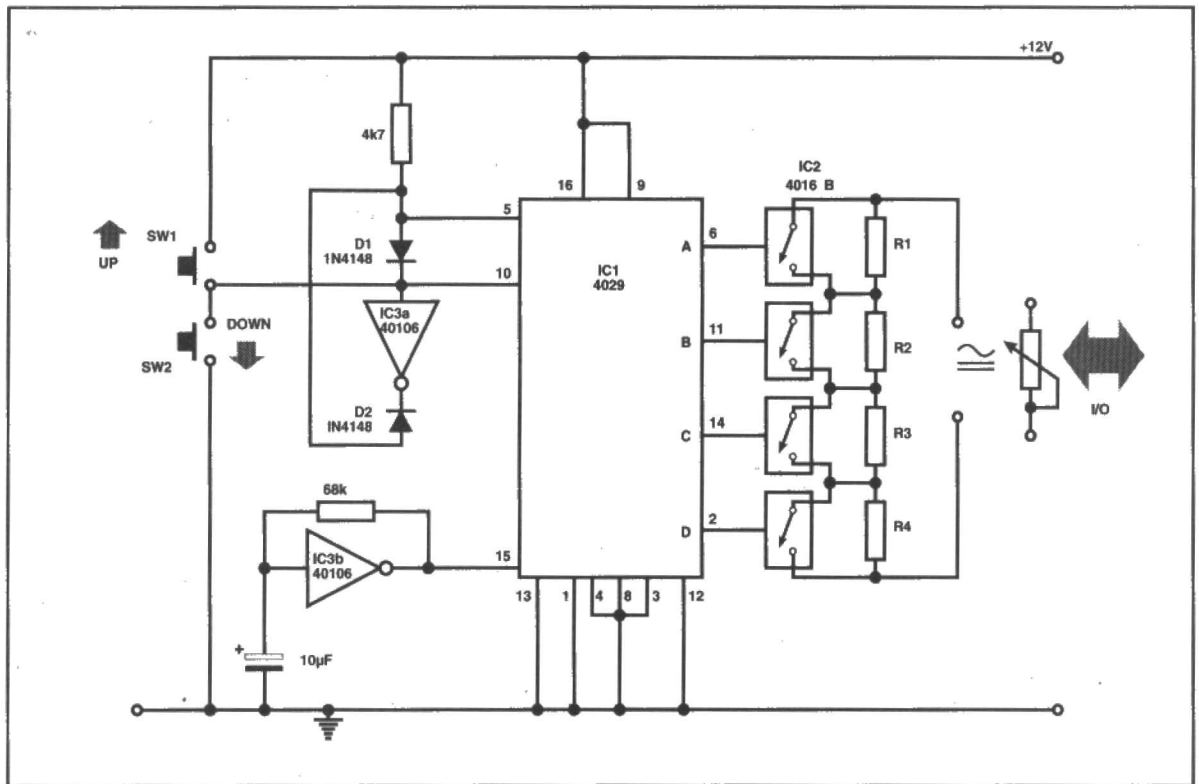 +12V
4k7
16
9
IC2
4016 B
5
SW1
UP
D1
1N4148
6
A
R1
10
IC1
4029
IC3a
40106
DOWN
SW2
11
B
R2
D2
IN4148
I/O
14
C
R3
68k
2
D
R4
IC3b
40106
15
13
1
4
8
3
12
+
10µF